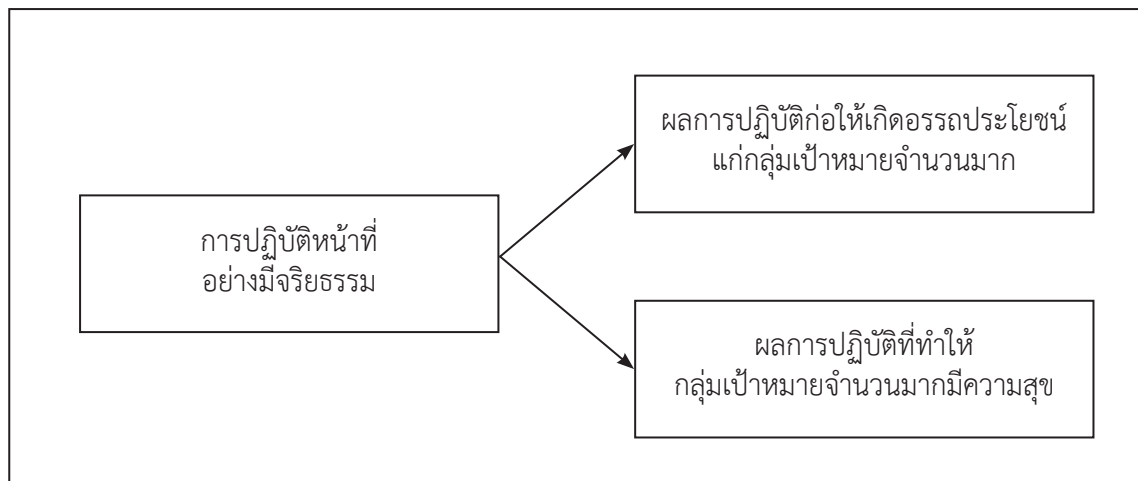 ผลการปฏิบัติก่อให้เกิดอรรถประโยชน์
แก่กลุ่มเป้าหมายจำนวนมาก
การปฏิบัติหน้าที่
อย่างมีจริยธรรม
ผลการปฏิบัติที่ทำให้
กลุ่มเป้าหมายจำนวนมากมีความสุข